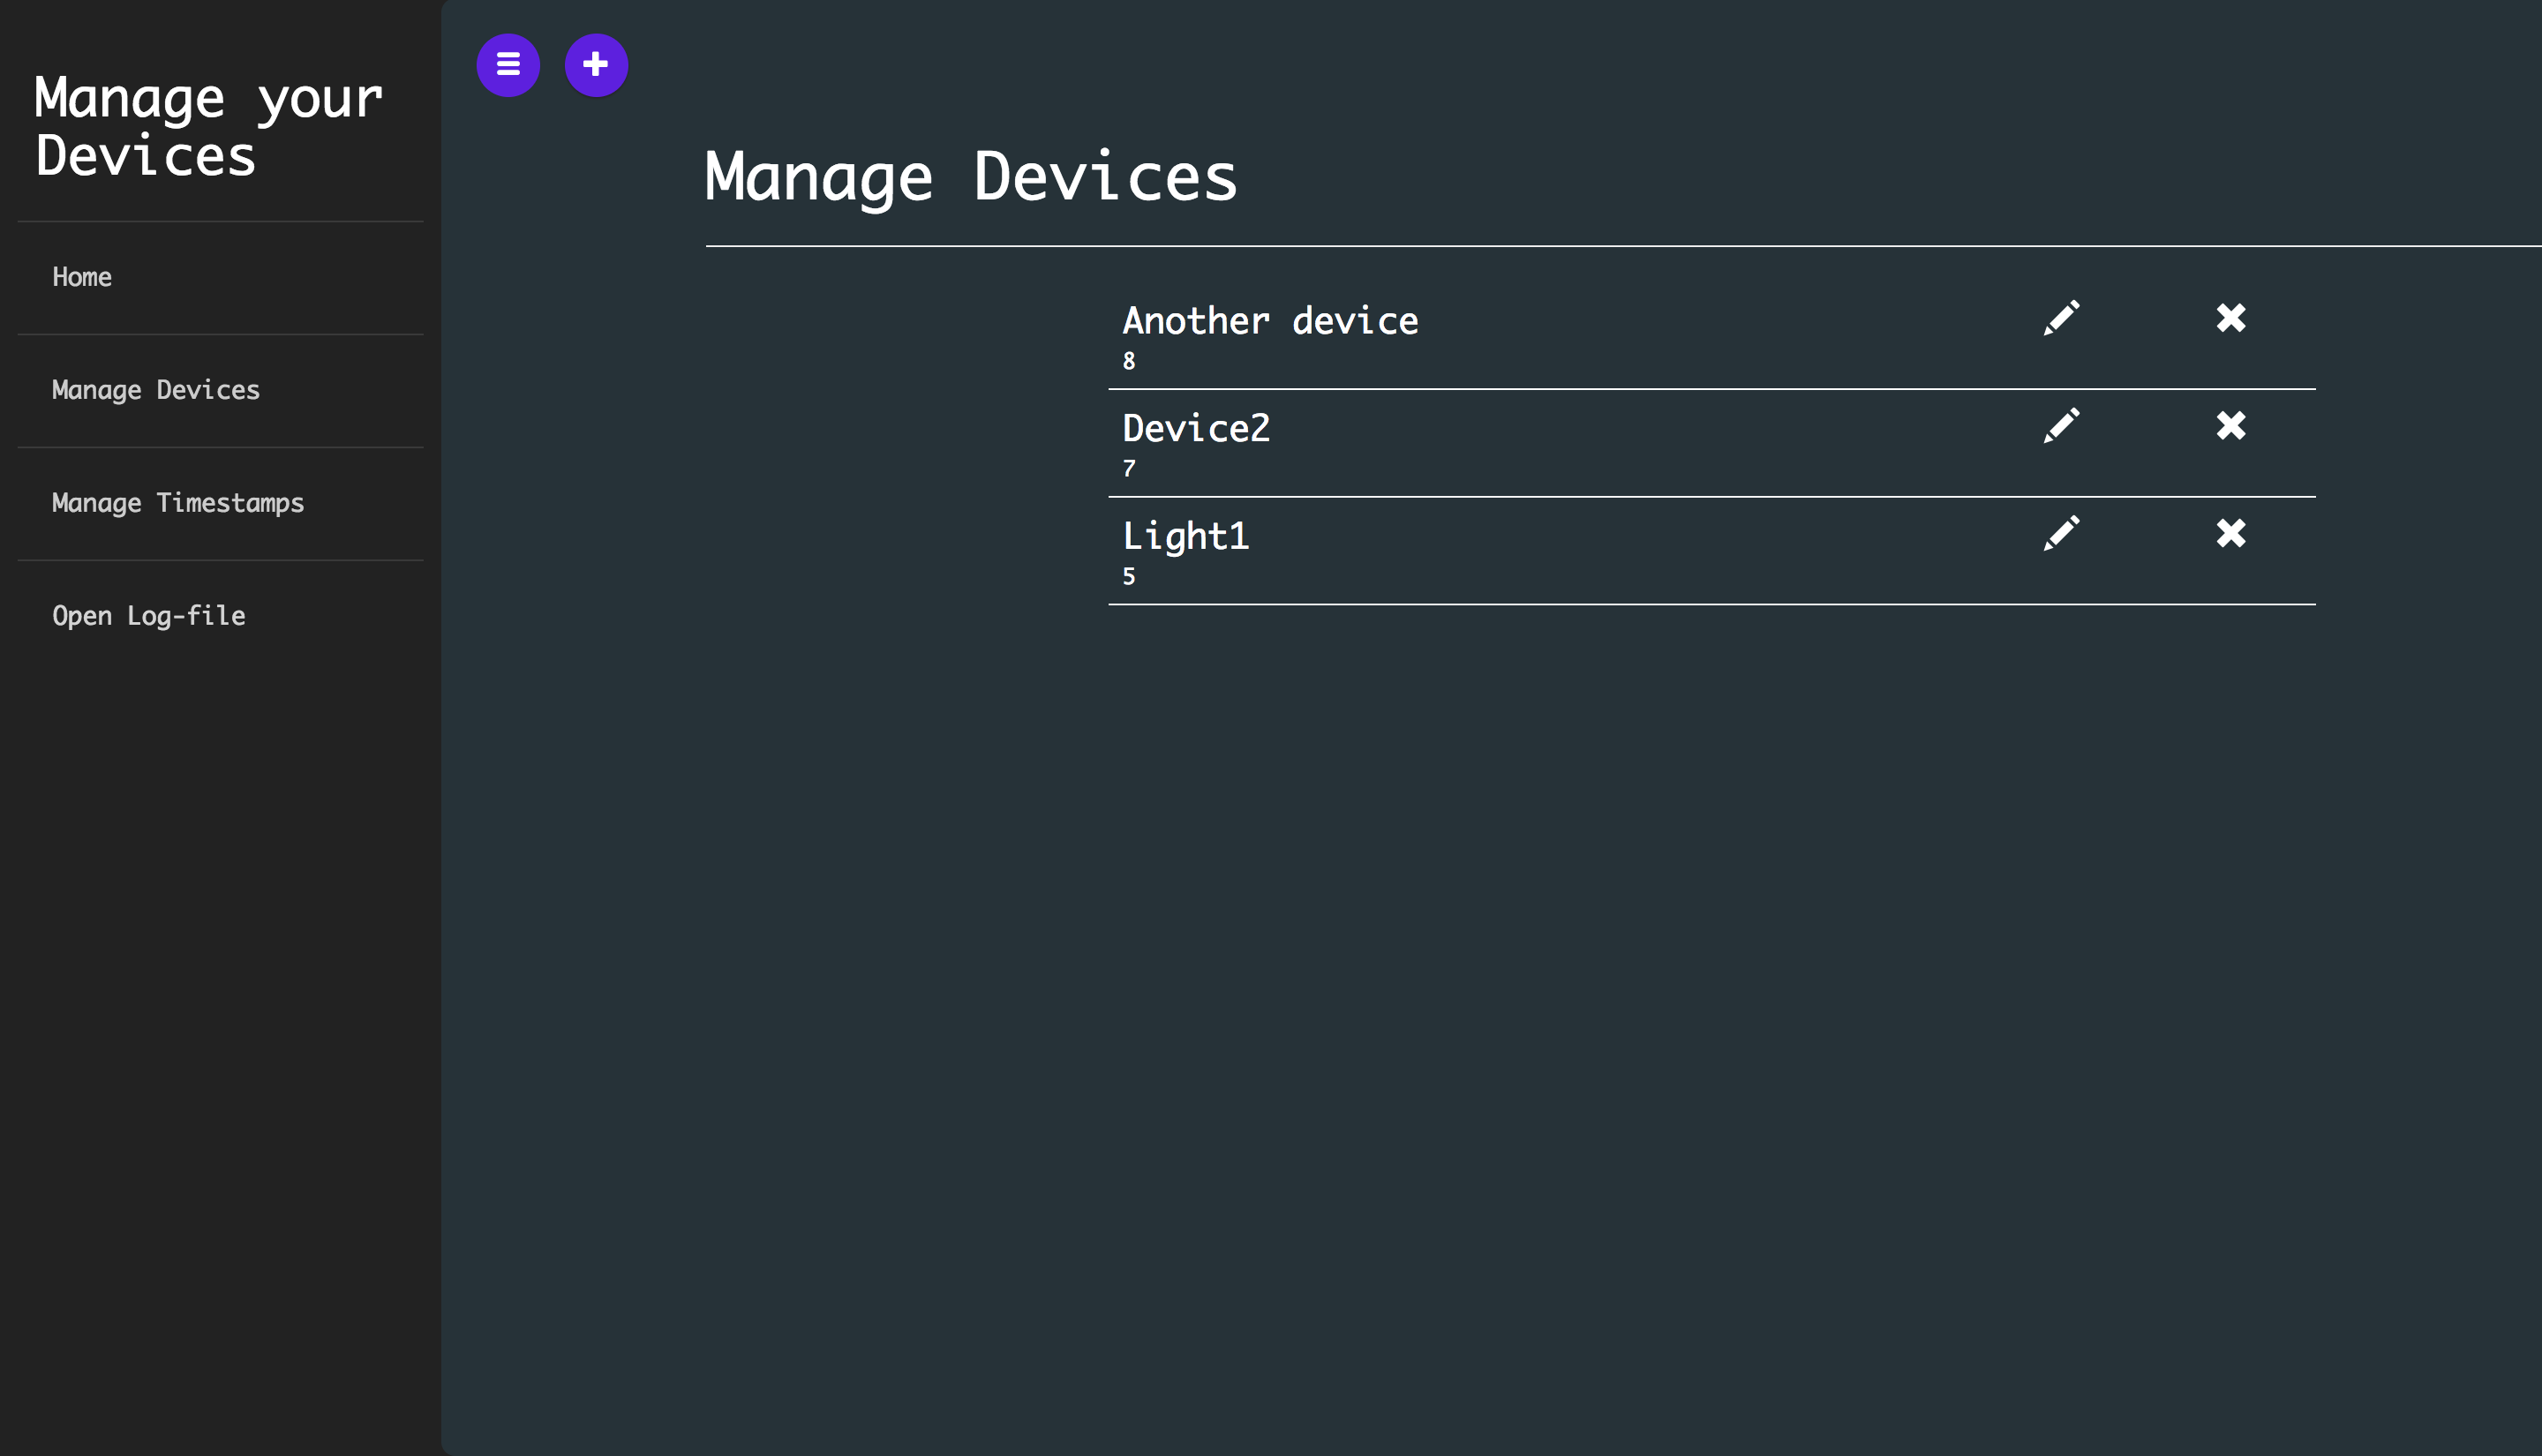 Manage your
Devices
Home
Manage Devices
Manage Timestamps
Open Log-file
Manage Devices
Another device
8
Device2
7
Light1
5